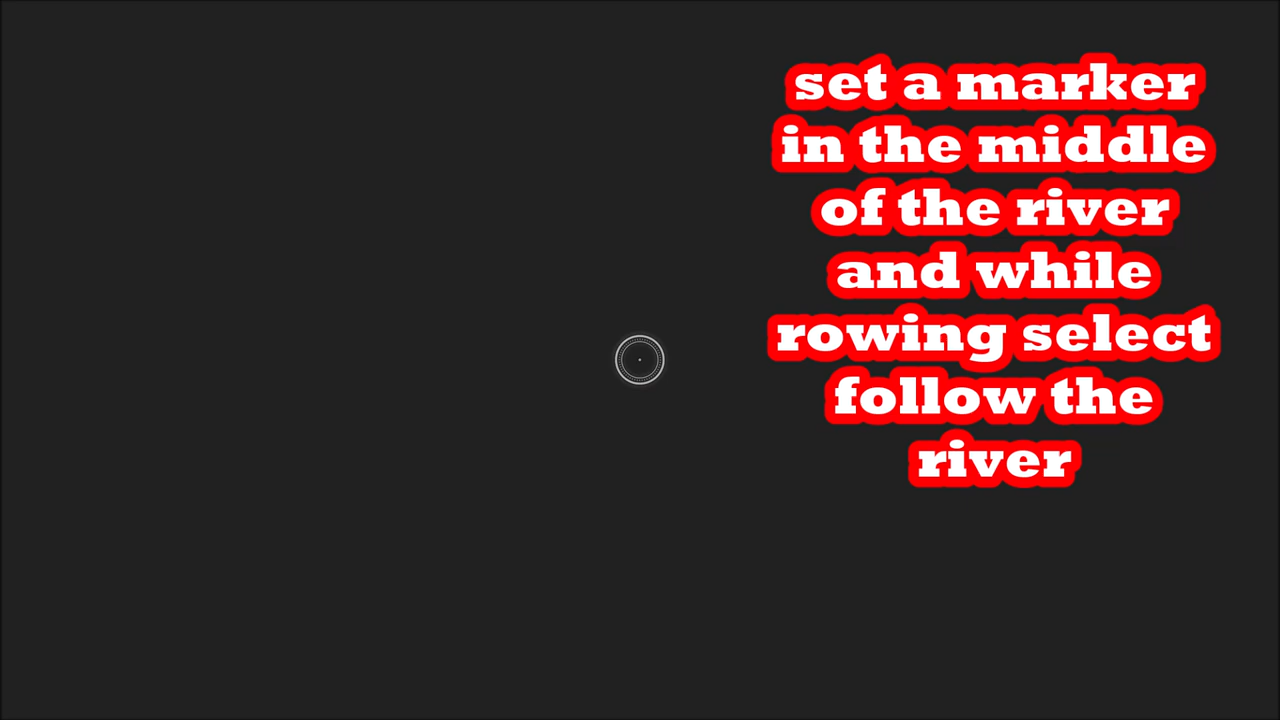 set a marker
in the middle
of the river
and while
rowing select
follow the
river